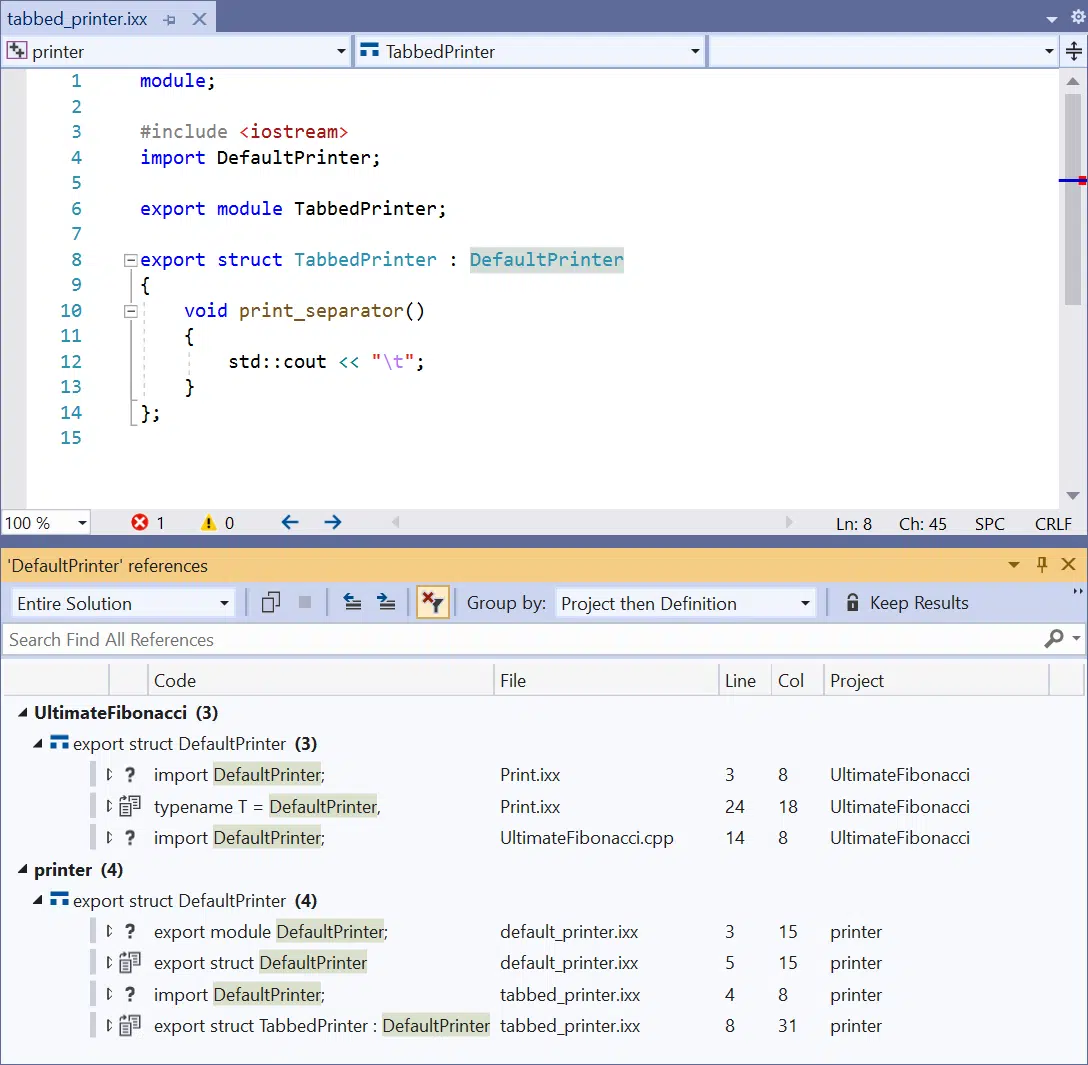 tabbed_printer.ixx
printer TabbedPrinter
1 module;
2
3 #include <iostream>
4 import DefaultPrinter;
5
6 export module TabbedPrinter;
7
8 export struct TabbedPrinter : DefaultPrinter
9 {
10 void print_separator()
11 {
12 std::cout << "\t";
13 }
14 };
15
100 % 1 0 Ln: 8 Ch: 45 SPC CRLF
'DefaultPrinter' references
Entire Solution Group by: Project then Definition Keep Results
Search Find All References
Code File Line Col Project
UltimateFibonacci (3)
export struct DefaultPrinter (3)
? import DefaultPrinter; Print.ixx 3 8 UltimateFibonacci
typename T = DefaultPrinter, Print.ixx 24 18 UltimateFibonacci
? import DefaultPrinter; UltimateFibonacci.cpp 14 8 UltimateFibonacci
printer (4)
export struct DefaultPrinter (4)
? export module DefaultPrinter; default_printer.ixx 3 15 printer
export struct DefaultPrinter default_printer.ixx 5 15 printer
? import DefaultPrinter; tabbed_printer.ixx 4 8 printer
export struct TabbedPrinter : DefaultPrinter tabbed_printer.ixx 8 31 printer